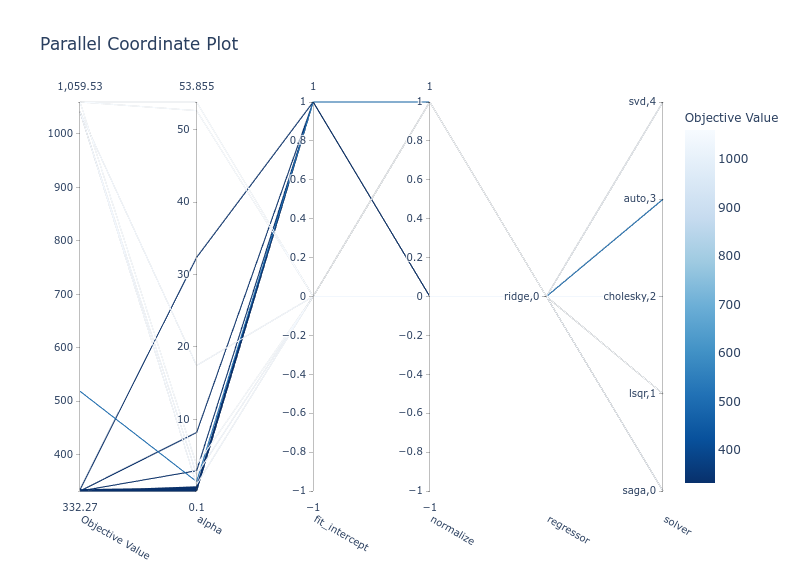 Parallel Coordinate Plot
1,059.53 53.855 1 1
1 1 svd,4
Objective Value
1000 50
1000
0.8 0.8
900
900
0.6 0.6
40 auto,3
800
0.4 0.4
800
30
0.2 0.2
700
700
0 0 ridge,0 cholesky,2
600
−0.2 −0.2
20
600
500
−0.4 −0.4 lsqr,1
500
10
−0.6 −0.6
400
400
−0.8 −0.8
−1 −1 saga,0
332.27 0.1 −1 −1
Objective Value alpha fit_intercept normalize regressor solver